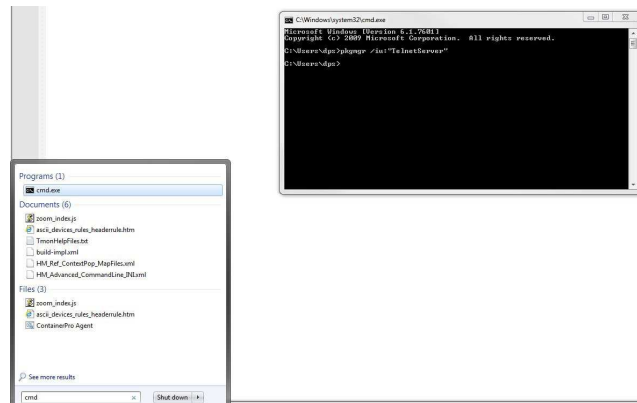 C:\Windows\system32\cmd.exe
Microsoft Windows [Version 6.1.7601]
Copyright (c) 2009 Microsoft Corporation.  All rights reserved.
C:\Users\dps>pkgmgr /iu:"TelnetServer"
C:\Users\dps>
Programs (1)
cmd.exe
Documents (6)
zoom_index.js
ascii_devices_rules_headerrule.htm
TmonHelpFiles.txt
build-impl.xml
HM_Ref_ContextPop_MapFiles.xml
HM_Advanced_CommandLine_INI.xml
Files (3)
zoom_index.js
ascii_devices_rules_headerrule.htm
ContainerPro Agent
See more results
cmd
Shut down